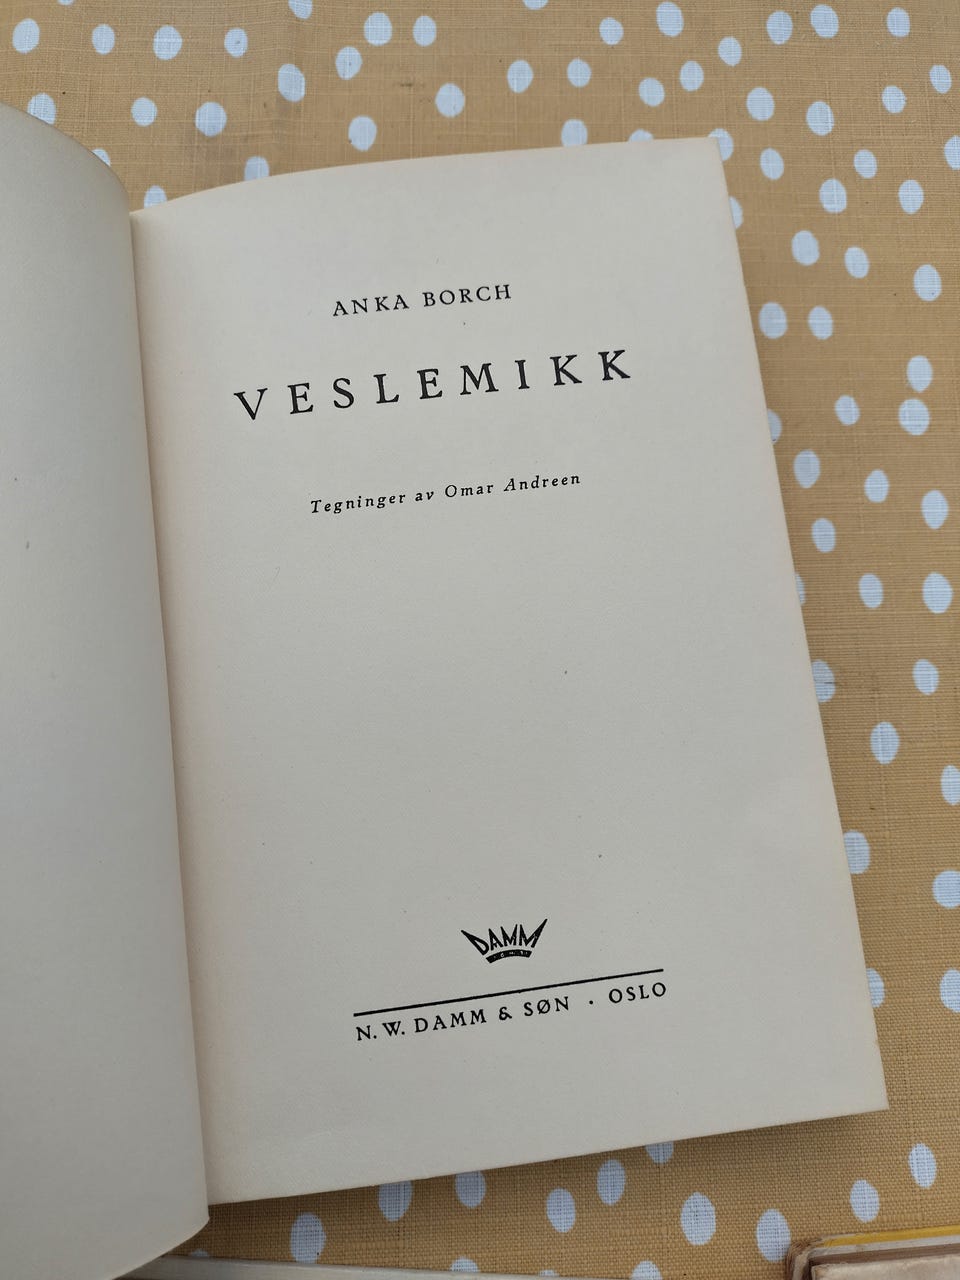 ANKA BORCH
VESLEMIKK
Tegninger av Omar Andreen
DAMM
N. W. DAMM & SØN · OSLO